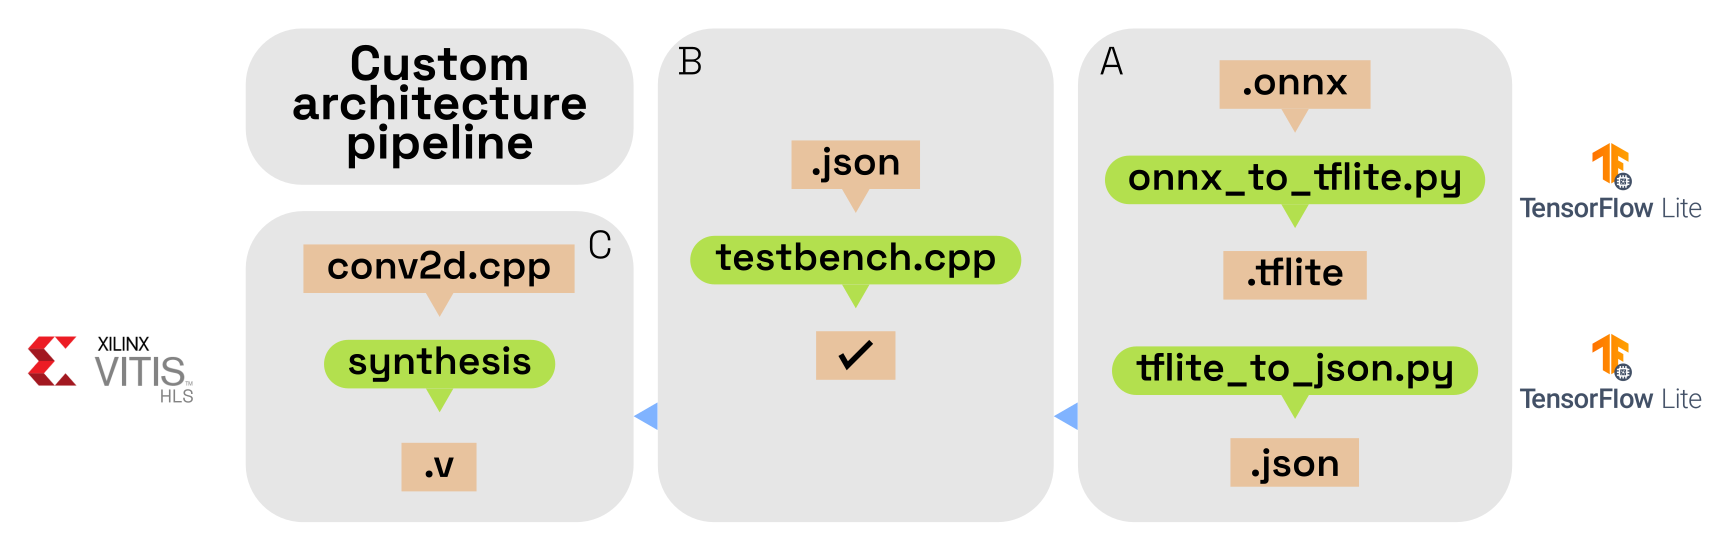 Custom
architecture
pipeline
A
.onnx
onnx_to_tflite.py
TensorFlow Lite
.tflite
tflite_to_json.py
TensorFlow Lite
.json
B
.json
testbench.cpp
C
conv2d.cpp
synthesis
.v
XILINX
VITIS™
HLS